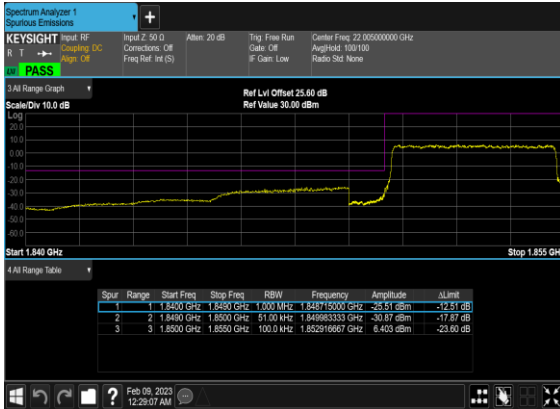 Spectrum Analyzer 1
Spurious Emissions
+
KEYSIGHT Input: RF Input Z: 50 Ω Atten: 20 dB Trig: Free Run Center Freq: 22.005000000 GHz
R T Coupling: DC Corrections: Off Gate: Off Avg|Hold: 100/100
Align: Off Freq Ref: Int (S) IF Gain: Low Radio Std: None
PASS
3 All Range Graph
Ref Lvl Offset 25.60 dB
Scale/Div 10.0 dB Ref Value 30.00 dBm
Log
20.0
10.0
0.00
-10.0
-20.0
-30.0
-40.0
-50.0
-60.0
Start 1.840 GHz Stop 1.855 GH
4 All Range Table
Spur Range Start Freq Stop Freq RBW Frequency Amplitude ΔLimit
1 1 1.8400 GHz 1.8490 GHz 1.000 MHz 1.848715000 GHz -25.51 dBm -12.51 dB
2 2 1.8490 GHz 1.8500 GHz 51.00 kHz 1.849983333 GHz -30.87 dBm -17.87 dB
3 3 1.8500 GHz 1.8550 GHz 100.0 kHz 1.852916667 GHz 6.403 dBm -23.60 dB
? Feb 09, 2023
12:29:07 AM